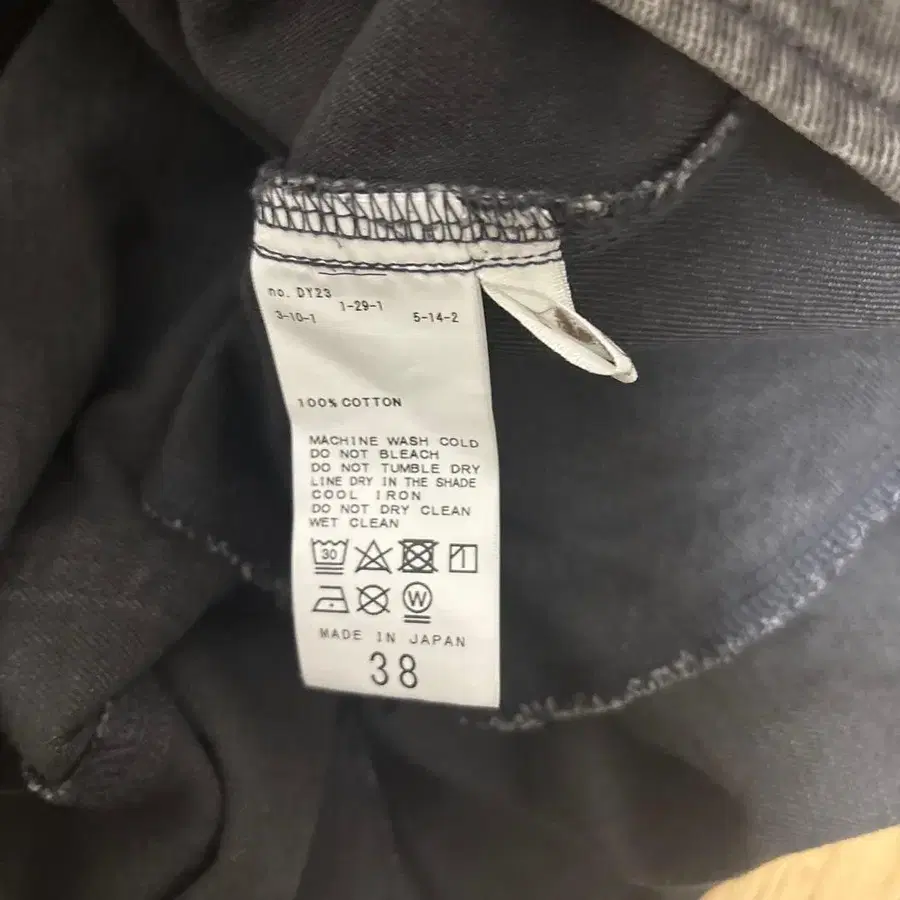 no. DY23
1-29-1
3-10-1
5-14-2
100% COTTON
MACHINE WASH COLD
DO NOT BLEACH
DO NOT TUMBLE DRY
LINE DRY IN THE SHADE
COOL IRON
DO NOT DRY CLEAN
WET CLEAN
30
W
MADE IN JAPAN
38